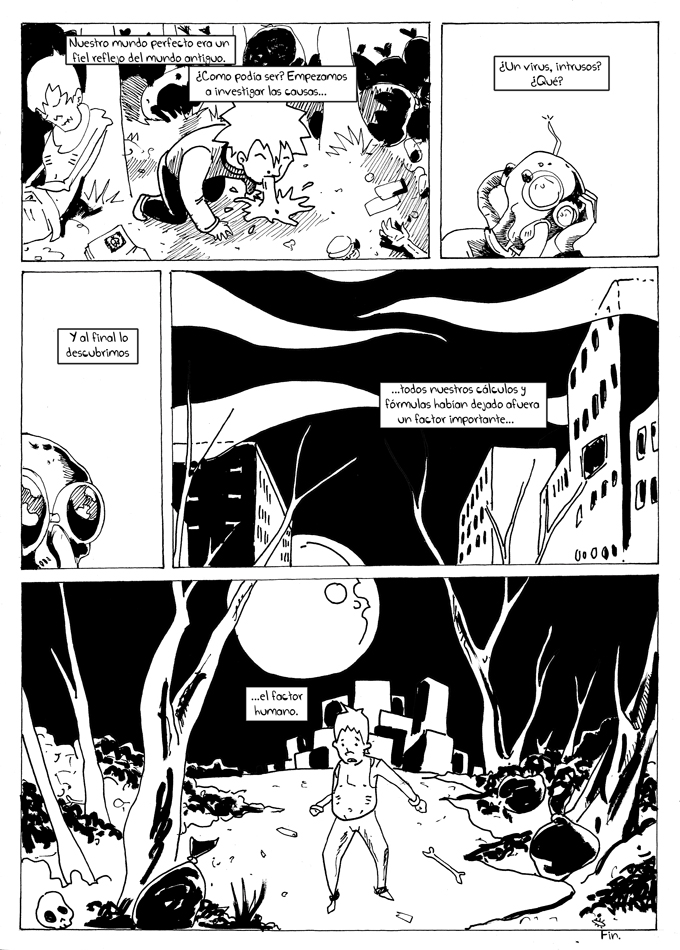 Nuestro mundo perfecto era un
fiel reflejo del mundo antiguo.
¿Como podía ser? Empezamos
a investigar las causas...
¿Un virus, intrusos?
¿Qué?
Y al final lo
descubrimos
...todos nuestros cálculos y
fórmulas habían dejado afuera
un factor importante...
...el factor
humano.
Fin.